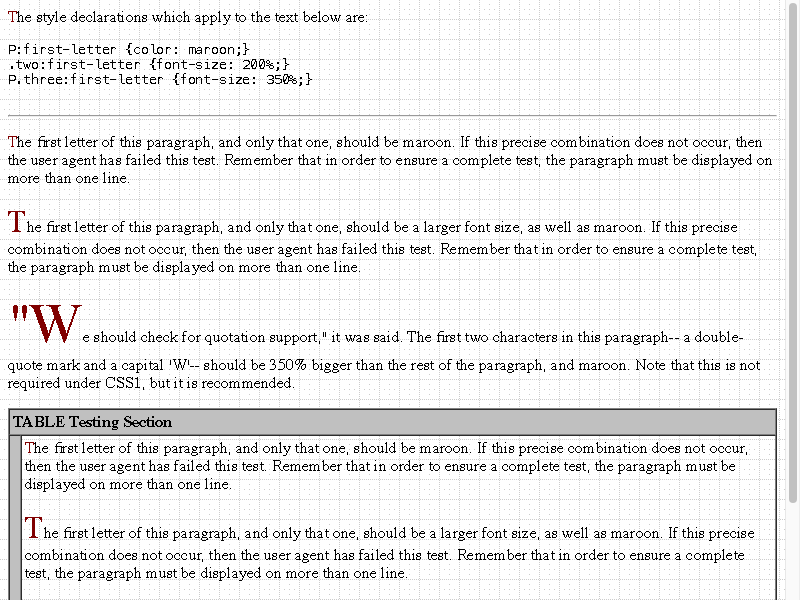 The style declarations which apply to the text below are:
P:first-letter {color: maroon;}
.two:first-letter {font-size: 200%;}
P.three:first-letter {font-size: 350%;}
The first letter of this paragraph, and only that one, should be maroon. If this precise combination does not occur, then
the user agent has failed this test. Remember that in order to ensure a complete test, the paragraph must be displayed on
more than one line.
The first letter of this paragraph, and only that one, should be a larger font size, as well as maroon. If this precise
combination does not occur, then the user agent has failed this test. Remember that in order to ensure a complete test,
the paragraph must be displayed on more than one line.
"We should check for quotation support," it was said. The first two characters in this paragraph-- a double-
quote mark and a capital 'W'-- should be 350% bigger than the rest of the paragraph, and maroon. Note that this is not
required under CSS1, but it is recommended.
TABLE Testing Section
The first letter of this paragraph, and only that one, should be maroon. If this precise combination does not occur,
then the user agent has failed this test. Remember that in order to ensure a complete test, the paragraph must be
displayed on more than one line.
The first letter of this paragraph, and only that one, should be a larger font size, as well as maroon. If this precise
combination does not occur, then the user agent has failed this test. Remember that in order to ensure a complete
test, the paragraph must be displayed on more than one line.